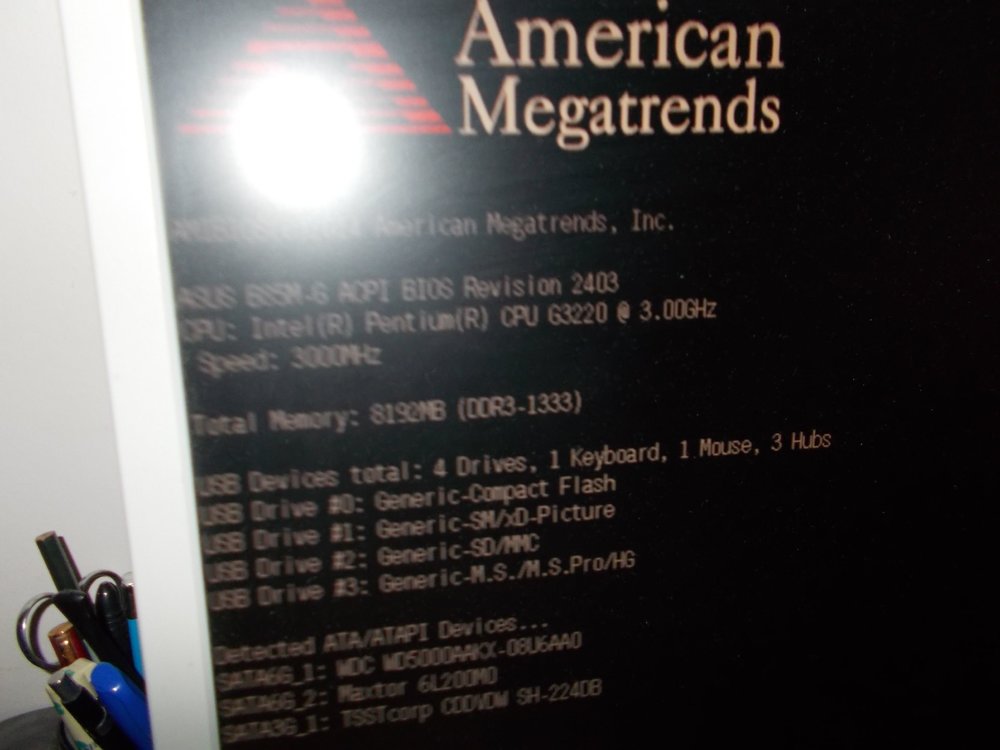 American
Megatrends
American Megatrends, Inc.
ASUS B85M-G ACPI BIOS Revision 2403
CPU: Intel(R) Pentium(R) CPU G3220 @ 3.00GHz
Speed: 3000MHz
Total Memory: 8192MB (DDR3-1333)
USB Devices total: 4 Drives, 1 Keyboard, 1 Mouse, 3 Hubs
USB Drive #0: Generic-Compact Flash
USB Drive #1: Generic-SM/xD-Picture
USB Drive #2: Generic-SD/MMC
USB Drive #3: Generic-M.S./M.S.Pro/HG
Detected ATA/ATAPI Devices...
SATA6G_1: WDC WD5000AAKX-08U6AA0
SATA6G_2: Maxtor 6L200M0
SATA3G_1: TSSTcorp CDDVDW SH-224DB